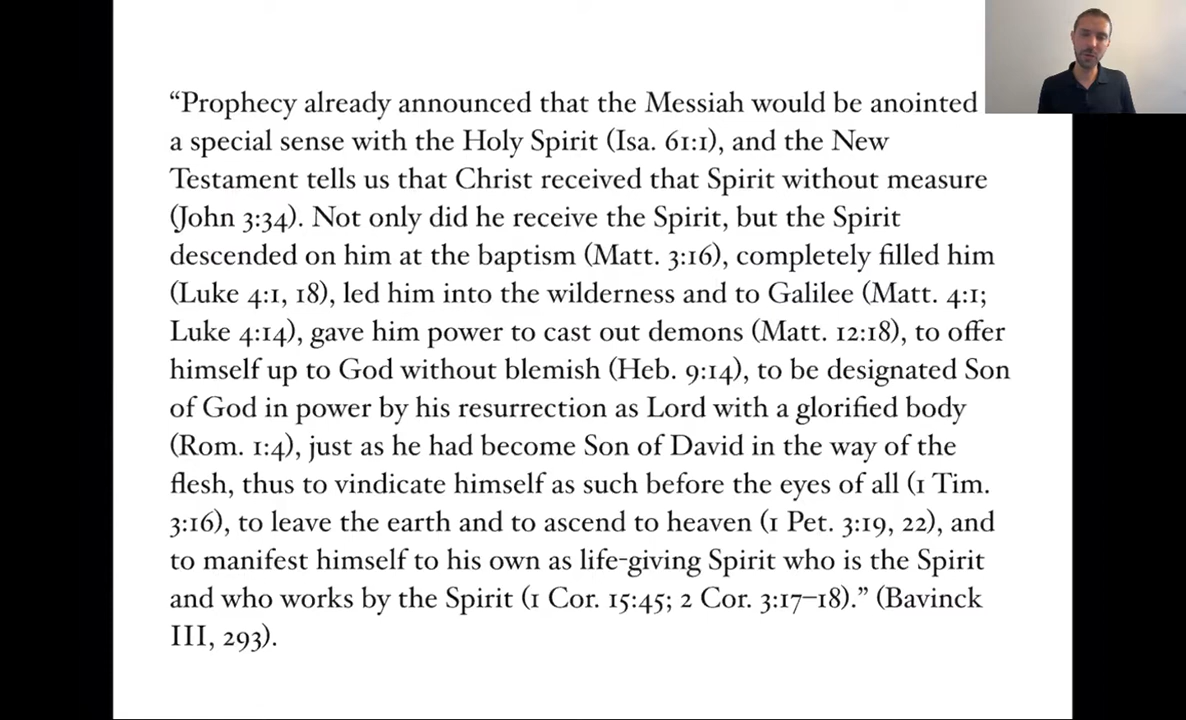 “Prophecy already announced that the Messiah would be anointed
a special sense with the Holy Spirit (Isa. 61:1), and the New
Testament tells us that Christ received that Spirit without measure
(John 3:34). Not only did he receive the Spirit, but the Spirit
descended on him at the baptism (Matt. 3:16), completely filled him
(Luke 4:1, 18), led him into the wilderness and to Galilee (Matt. 4:1;
Luke 4:14), gave him power to cast out demons (Matt. 12:18), to offer
himself up to God without blemish (Heb. 9:14), to be designated Son
of God in power by his resurrection as Lord with a glorified body
(Rom. 1:4), just as he had become Son of David in the way of the
flesh, thus to vindicate himself as such before the eyes of all (1 Tim.
3:16), to leave the earth and to ascend to heaven (1 Pet. 3:19, 22), and
to manifest himself to his own as life-giving Spirit who is the Spirit
and who works by the Spirit (1 Cor. 15:45; 2 Cor. 3:17–18).” (Bavinck
III, 293).